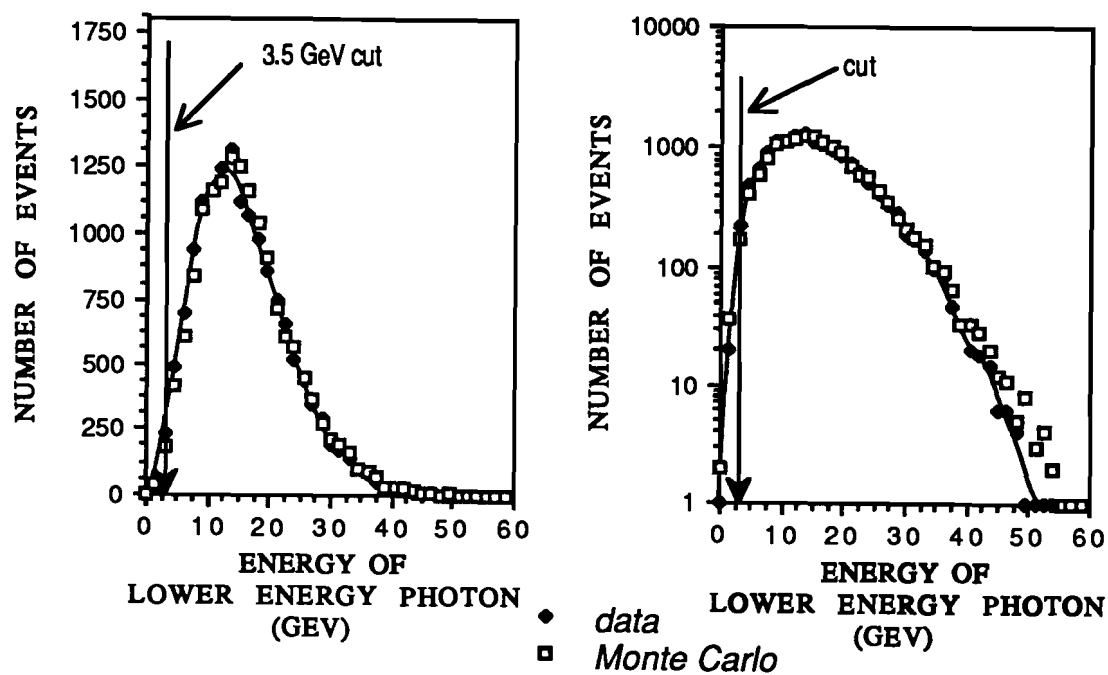 1750
1500
1250
1000
750
500
250
0
NUMBER OF EVENTS
3.5 GeV cut
0 10 20 30 40 50 60
ENERGY OF
LOWER ENERGY PHOTON
(GEV)
10000
1000
100
10
1
NUMBER OF EVENTS
cut
0 10 20 30 40 50 60
ENERGY OF
LOWER ENERGY PHOTON
(GEV)
data
Monte Carlo